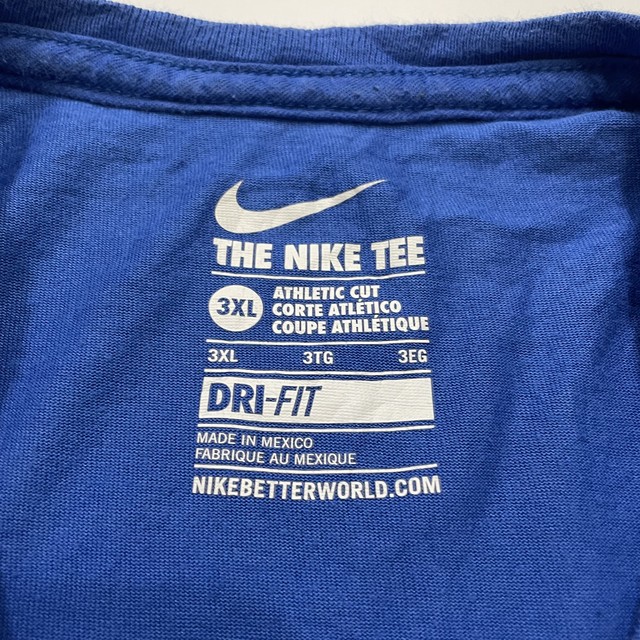 THE NIKE TEE
3XL
ATHLETIC CUT
CORTE ATLÉTICO
COUPE ATHLÉTIQUE
3XL 3TG 3EG
DRI-FIT
MADE IN MEXICO
FABRIQUE AU MEXIQUE
NIKEBETTERWORLD.COM